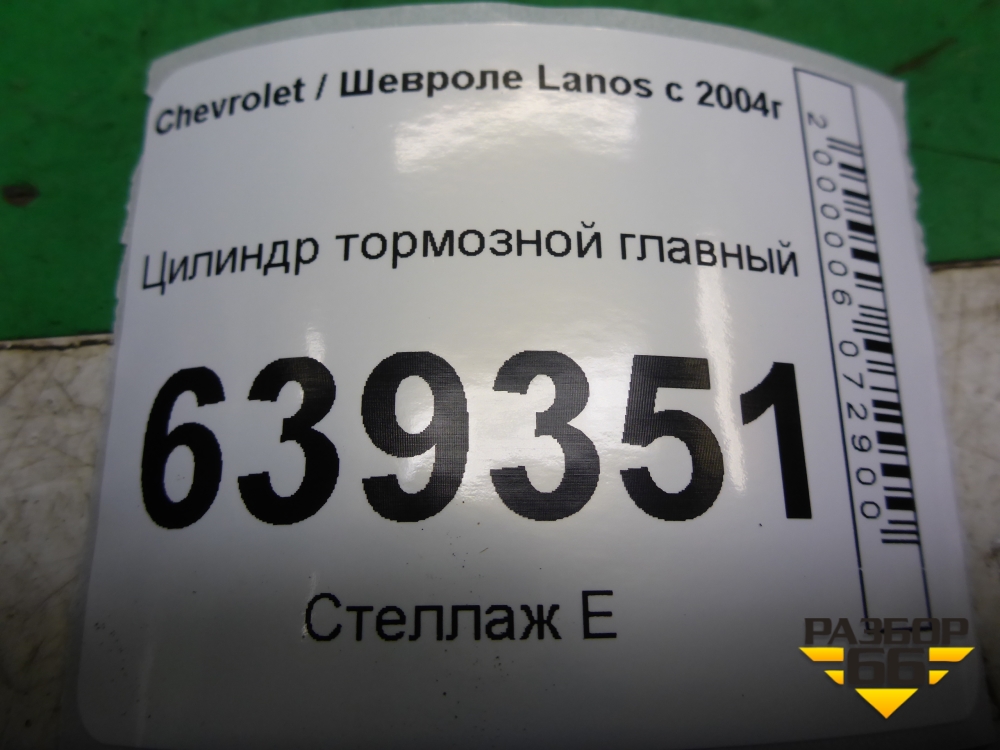 Chevrolet / Шевроле Lanos с 2004г
Цилиндр тормозной главный
639351
Стеллаж Е
2000006072900
РАЗБОР
66